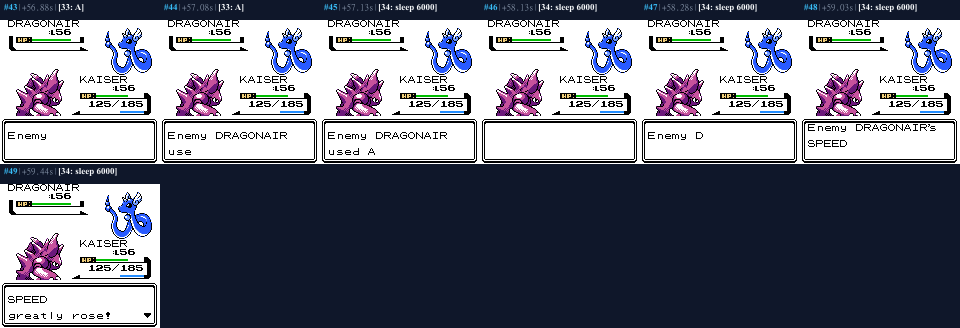 #43| +56.88s| [33: A]
DRAGONAIR
:L56
HP:
KAISER
:L56
HP:
125/185
Enemy
#44| +57.08s| [33: A]
DRAGONAIR
:L56
HP:
KAISER
:L56
HP:
125/185
Enemy DRAGONAIR
use
#45| +57.13s| [34: sleep 6000]
DRAGONAIR
:L56
HP:
KAISER
:L56
HP:
125/185
Enemy DRAGONAIR
used A
#46| +58.13s| [34: sleep 6000]
DRAGONAIR
:L56
HP:
KAISER
:L56
HP:
125/185
#47| +58.28s| [34: sleep 6000]
DRAGONAIR
:L56
HP:
KAISER
:L56
HP:
125/185
Enemy D
#48| +59.03s| [34: sleep 6000]
DRAGONAIR
:L56
HP:
KAISER
:L56
HP:
125/185
Enemy DRAGONAIR's
SPEED
#49| +59.44s| [34: sleep 6000]
DRAGONAIR
:L56
HP:
KAISER
:L56
HP:
125/185
SPEED
greatly rose!